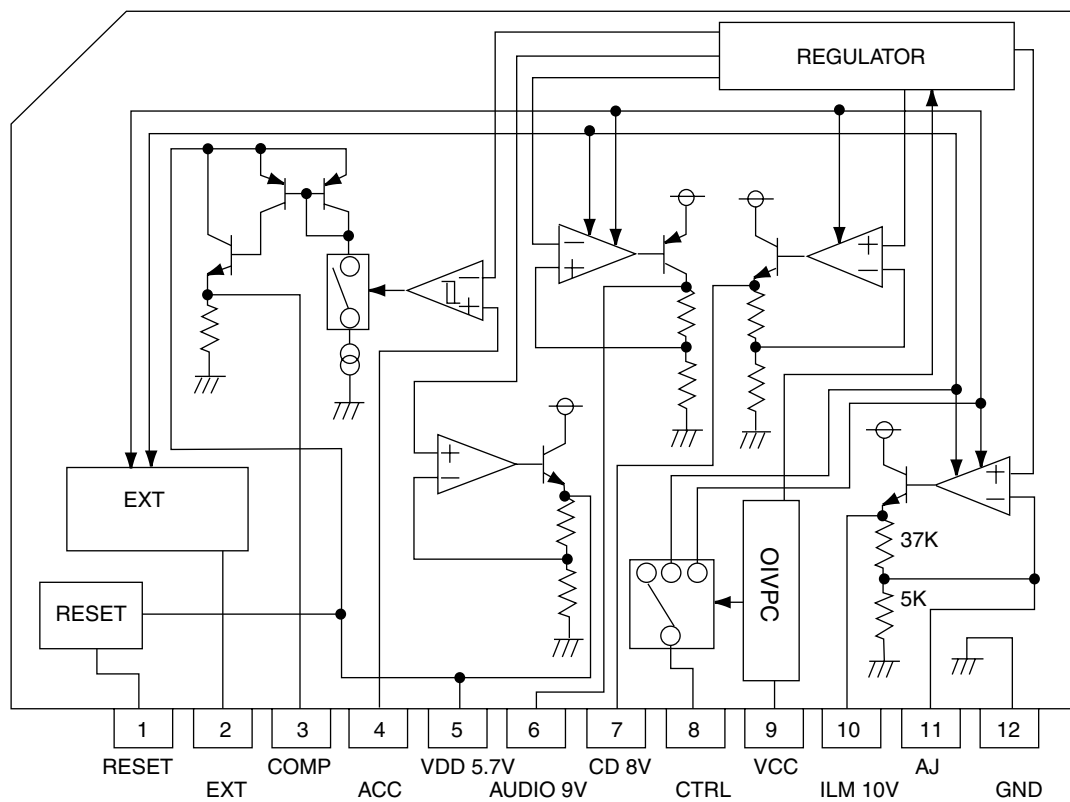 REGULATOR
EXT
37K
OIVPC
5K
RESET
1 2 3 4 5 6 7 8 9 10 11 12
RESET COMP VDD 5.7V CD 8V VCC AJ
EXT ACC AUDIO 9V CTRL ILM 10V GND